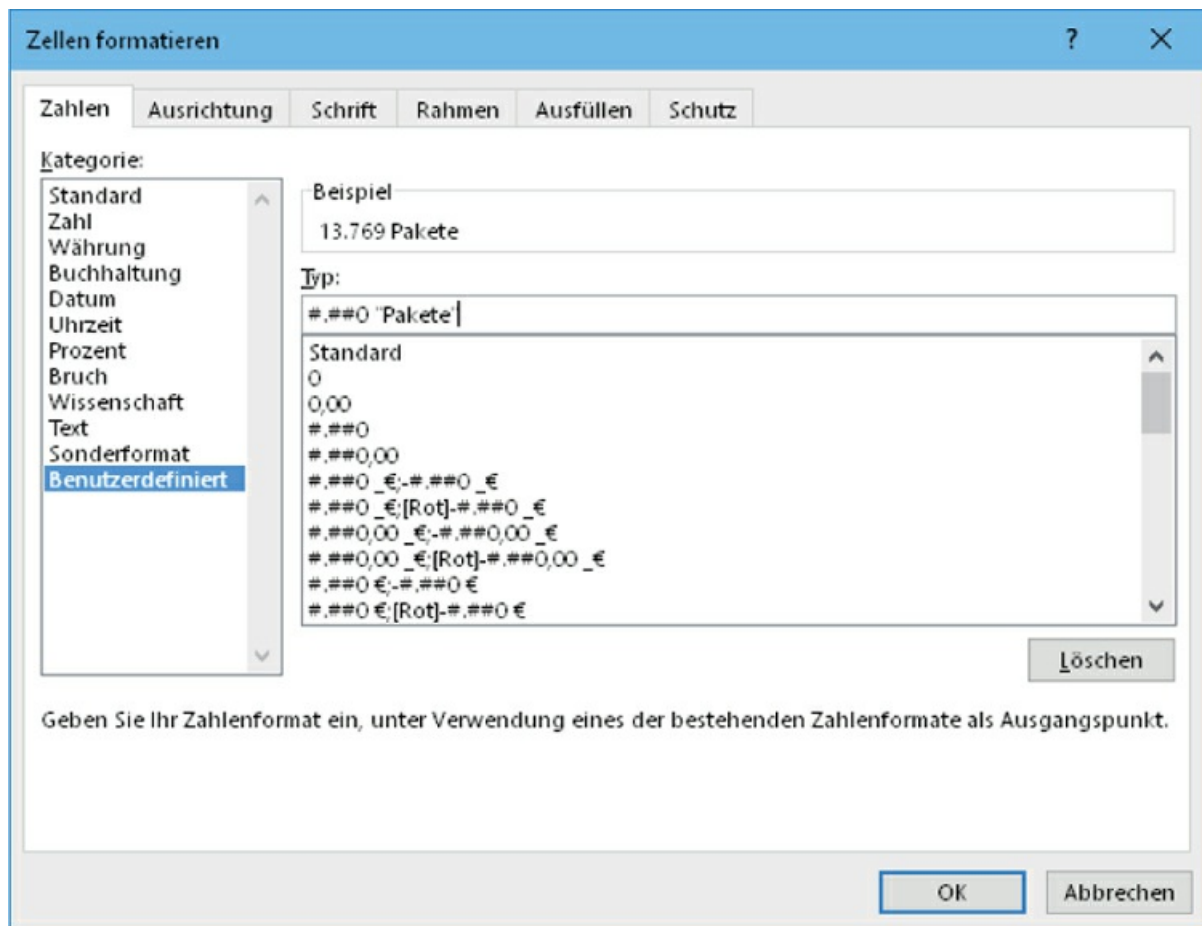 Zellen formatieren
?
Zahlen Ausrichtung Schrift Rahmen Ausfüllen Schutz
Kategorie:
Standard
Zahl
Währung
Buchhaltung
Datum
Uhrzeit
Prozent
Bruch
Wissenschaft
Text
Sonderformat
Benutzerdefiniert
Beispiel
13.769 Pakete
Typ:
#.##0 "Pakete"
Standard
0
0,00
#.##0
#.##0,00
#.##0 _€;-#.##0 _€
#.##0 _€;[Rot]-#.##0 _€
#.##0,00 _€;-#.##0,00 _€
#.##0,00 _€;[Rot]-#.##0,00 _€
#.##0 €;-#.##0 €
#.##0 €;[Rot]-#.##0 €
Löschen
Geben Sie Ihr Zahlenformat ein, unter Verwendung eines der bestehenden Zahlenformate als Ausgangspunkt.
OK Abbrechen